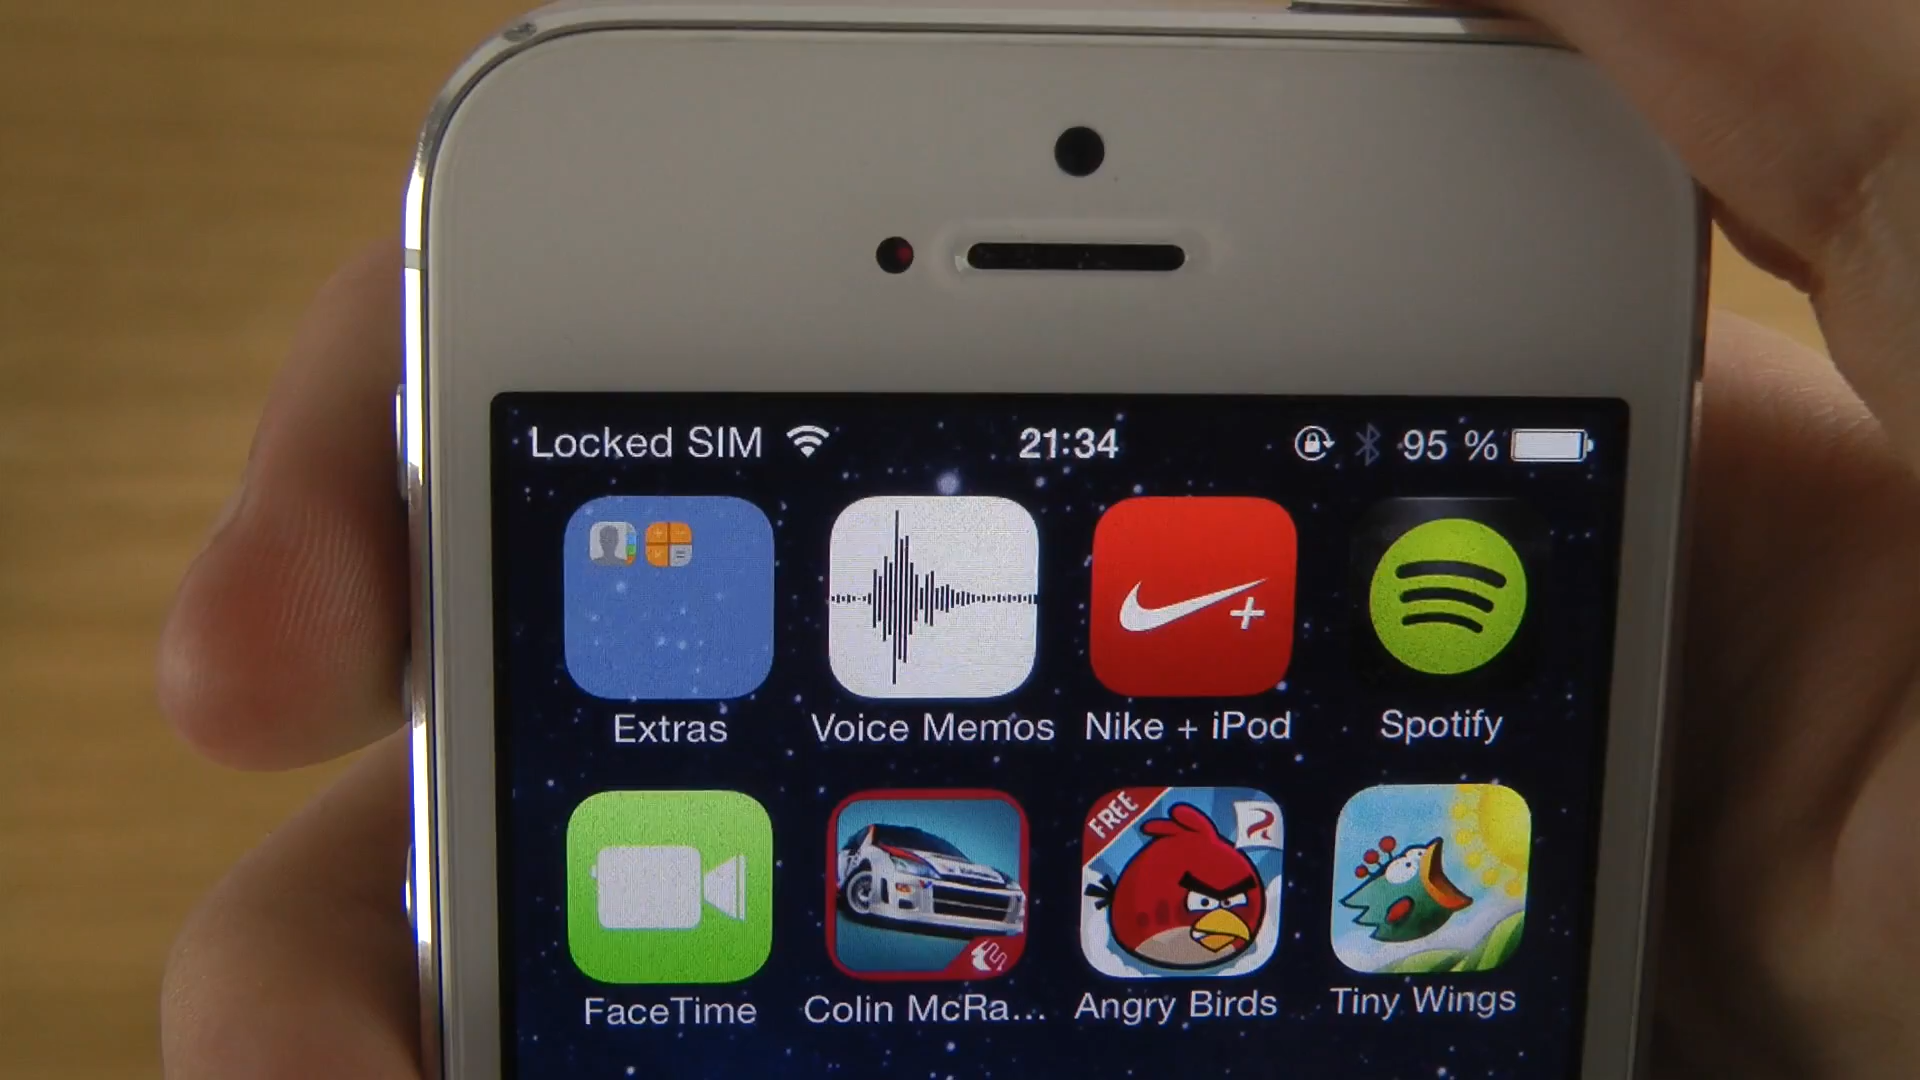 Locked SIM 21:34 95 %
Extras Voice Memos Nike + iPod Spotify
FREE
FaceTime Colin McRa... Angry Birds Tiny Wings